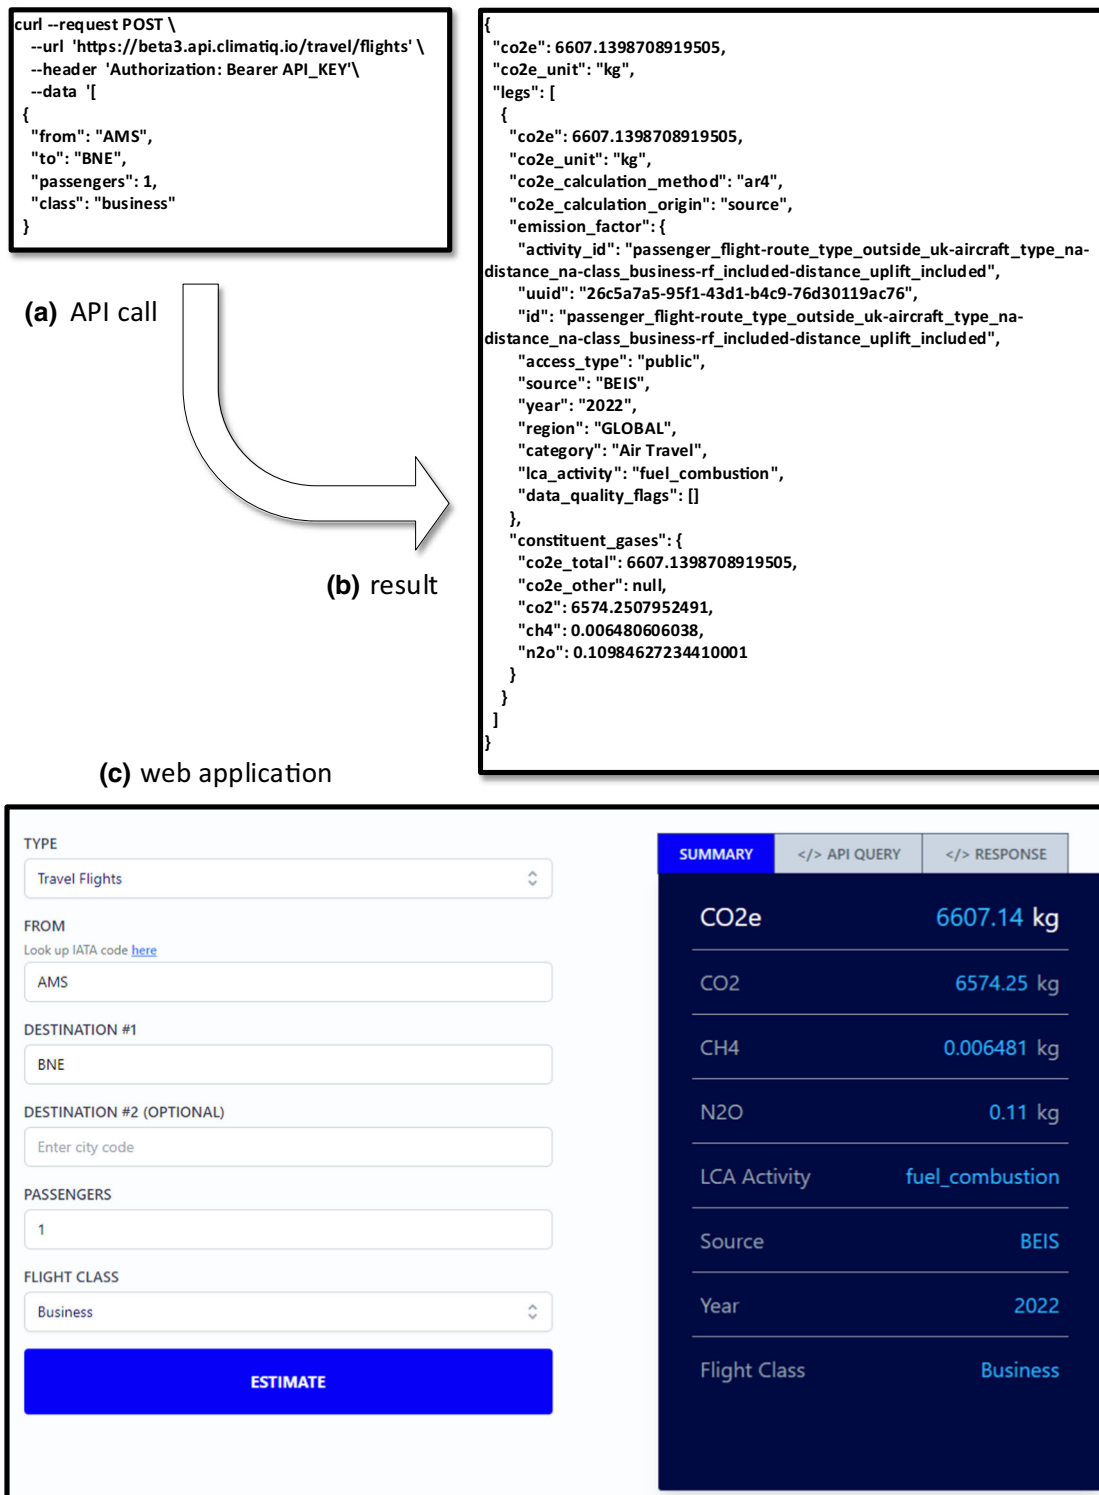 curl --request POST \
--url 'https://beta3.api.climatiq.io/travel/flights' \
--header 'Authorization: Bearer API_KEY'\
--data '[
{
"from": "AMS",
"to": "BNE",
"passengers": 1,
"class": "business"
}
(a) API call
{
"co2e": 6607.1398708919505,
"co2e_unit": "kg",
"legs": [
{
"co2e": 6607.1398708919505,
"co2e_unit": "kg",
"co2e_calculation_method": "ar4",
"co2e_calculation_origin": "source",
"emission_factor": {
"activity_id": "passenger_flight-route_type_outside_uk-aircraft_type_na-
distance_na-class_business-rf_included-distance_uplift_included",
"uuid": "26c5a7a5-95f1-43d1-b4c9-76d30119ac76",
"id": "passenger_flight-route_type_outside_uk-aircraft_type_na-
distance_na-class_business-rf_included-distance_uplift_included",
"access_type": "public",
"source": "BEIS",
"year": "2022",
"region": "GLOBAL",
"category": "Air Travel",
"lca_activity": "fuel_combustion",
"data_quality_flags": []
},
"constituent_gases": {
"co2e_total": 6607.1398708919505,
"co2e_other": null,
"co2": 6574.2507952491,
"ch4": 0.006480606038,
"n2o": 0.10984627234410001
}
}
]
}
(b) result
(c) web application
TYPE
Travel Flights
FROM
Look up IATA code here
AMS
DESTINATION #1
BNE
DESTINATION #2 (OPTIONAL)
Enter city code
PASSENGERS
1
FLIGHT CLASS
Business
ESTIMATE
SUMMARY </> API QUERY </> RESPONSE
CO2e 6607.14 kg
CO2 6574.25 kg
CH4 0.006481 kg
N2O 0.11 kg
LCA Activity fuel_combustion
Source BEIS
Year 2022
Flight Class Business